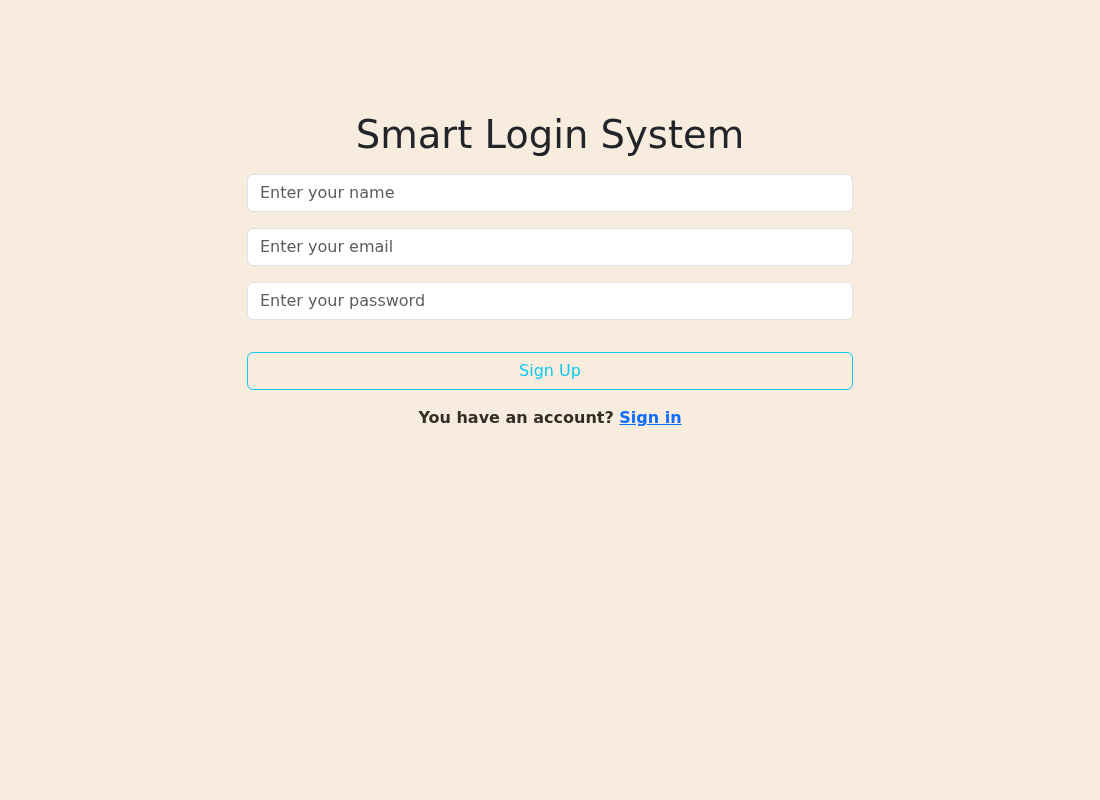 Smart Login System
Enter your name
Enter your email
Enter your password
Sign Up
You have an account? Sign in